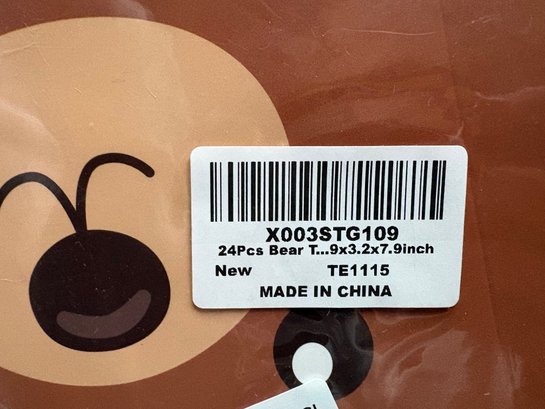 X003STG109
24Pcs Bear T...9x3.2x7.9inch
New TE1115
MADE IN CHINA